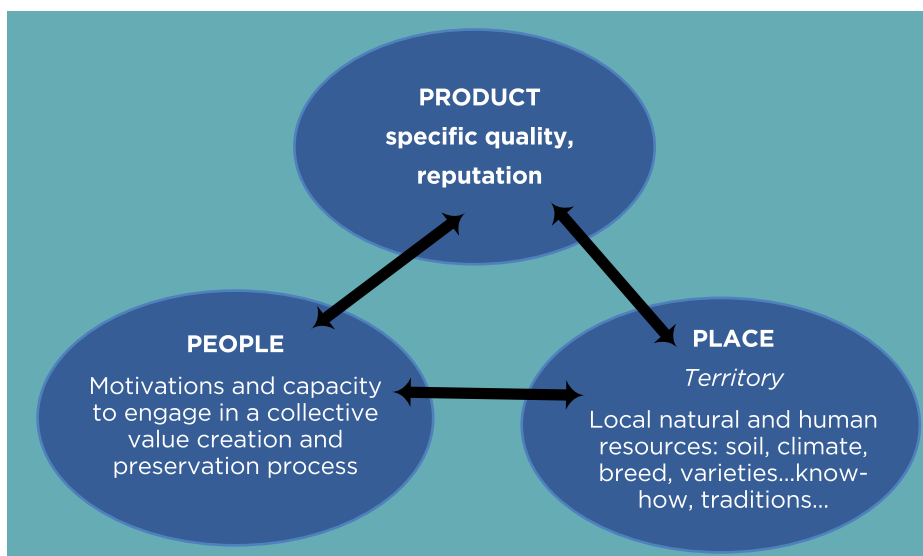 PRODUCT
specific quality,
reputation
PEOPLE
Motivations and capacity
to engage in a collective
value creation and
preservation process
PLACE
Territory
Local natural and human
resources: soil, climate,
breed, varieties...know-
how, traditions...